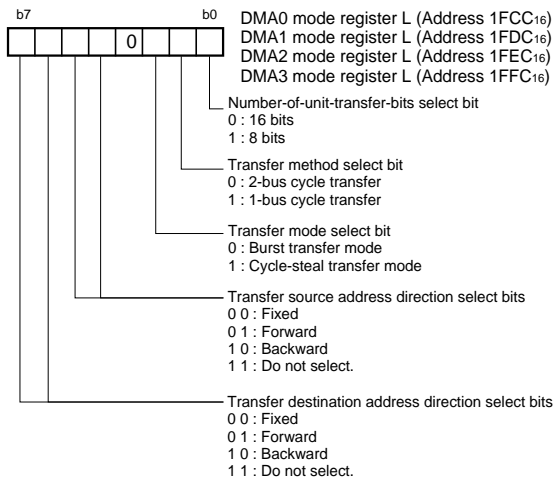 b7 b0
0
DMA0 mode register L (Address 1FCC16)
DMA1 mode register L (Address 1FDC16)
DMA2 mode register L (Address 1FEC16)
DMA3 mode register L (Address 1FFC16)
Number-of-unit-transfer-bits select bit
0 : 16 bits
1 : 8 bits
Transfer method select bit
0 : 2-bus cycle transfer
1 : 1-bus cycle transfer
Transfer mode select bit
0 : Burst transfer mode
1 : Cycle-steal transfer mode
Transfer source address direction select bits
0 0 : Fixed
0 1 : Forward
1 0 : Backward
1 1 : Do not select.
Transfer destination address direction select bits
0 0 : Fixed
0 1 : Forward
1 0 : Backward
1 1 : Do not select.